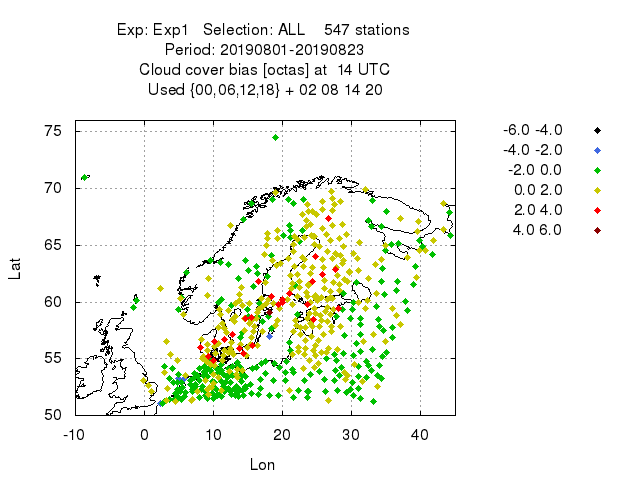 Exp: Exp1 Selection: ALL 547 stations
Period: 20190801-20190823
Cloud cover bias [octas] at 14 UTC
Used {00,06,12,18} + 02 08 14 20
75
70
65
60
55
50
Lat
-10 0 10 20 30 40
Lon
-6.0 -4.0
-4.0 -2.0
-2.0 0.0
0.0 2.0
2.0 4.0
4.0 6.0